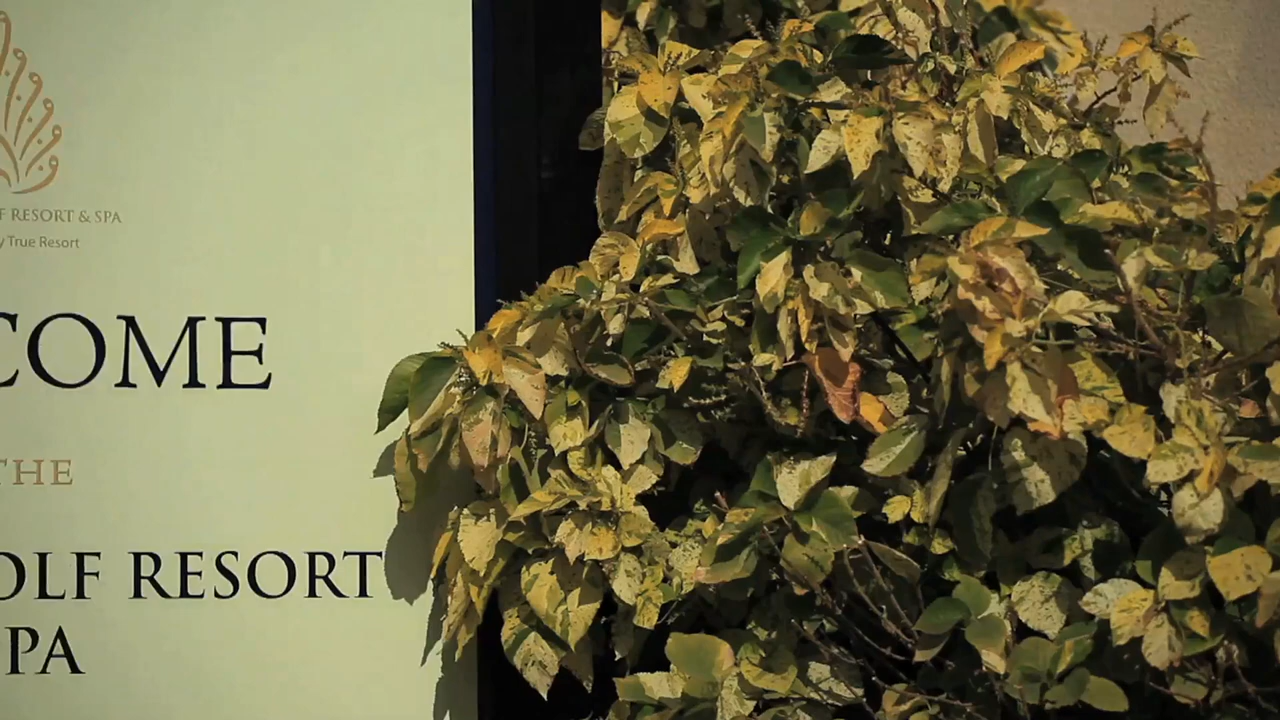 F RESORT & SPA
y True Resort
COME
THE
OLF RESORT
PA